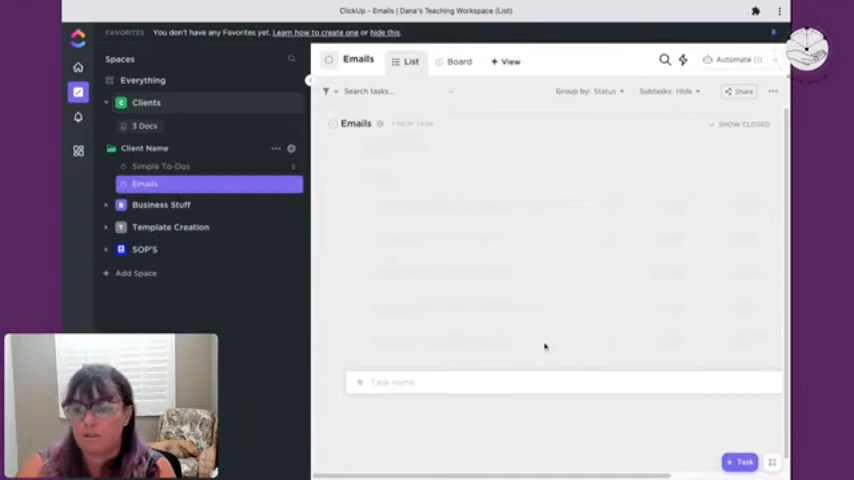 ClickUp - Emails | Dana's Teaching Workspace (List)
FAVORITES You don't have any Favorites yet. Learn how to create one or hide this.
Spaces
Everything
C Clients
3 Docs
Client Name
Simple To-Dos
Emails
Business Stuff
T Template Creation
SOP'S
+ Add Space
Emails List Board + View
Automate (1)
Search tasks...
Group by: Status Subtasks: Hide Share
Emails + NEW TASK SHOW CLOSED
Task name
+ Task